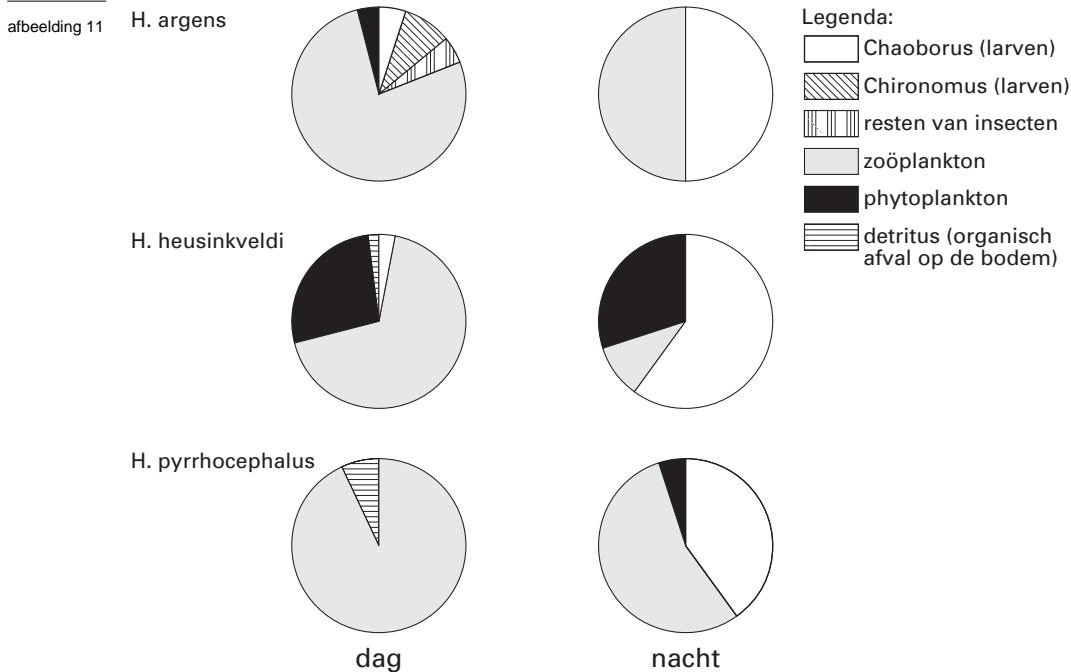 afbeelding 11
H. argens
Legenda:
Chaoborus (larven)
Chironomus (larven)
resten van insecten
zoöplankton
phytoplankton
detritus (organisch
afval op de bodem)
H. heusinkveldi
H. pyrrhocephalus
dag
nacht